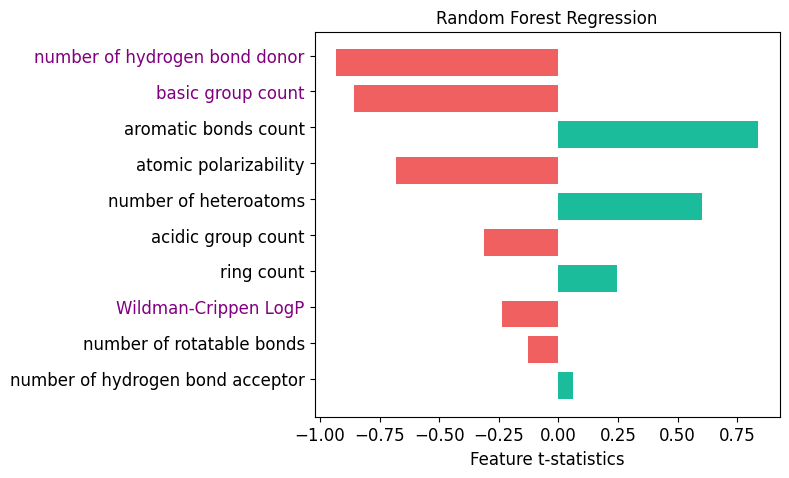 Random Forest Regression
number of hydrogen bond donor
basic group count
aromatic bonds count
atomic polarizability
number of heteroatoms
acidic group count
ring count
Wildman-Crippen LogP
number of rotatable bonds
number of hydrogen bond acceptor
−1.00 −0.75 −0.50 −0.25 0.00 0.25 0.50 0.75
Feature t-statistics